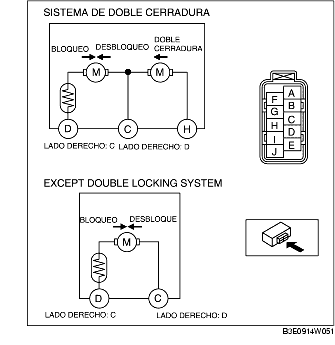 SISTEMA DE DOBLE CERRADURA
BLOQUEO DESBLOQUEO DOBLE CERRADURA
M M
D C H
LADO DERECHO: C LADO DERECHO: D
A
F B
G C
H D
I E
J
EXCEPT DOUBLE LOCKING SYSTEM
BLOQUEO DESBLOQUE
M
D C
LADO DERECHO: C LADO DERECHO: D
B3E0914W051